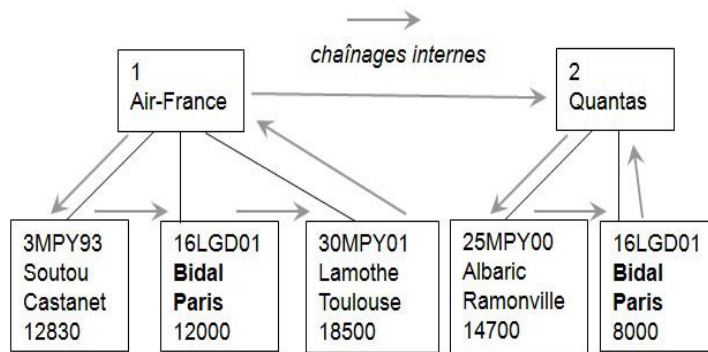 chaînages internes
1
Air-France
2
Quantas
3MPY93
Soutou
Castanet
12830
16LGD01
Bidal
Paris
12000
30MPY01
Lamothe
Toulouse
18500
25MPY00
Albaric
Ramonville
14700
16LGD01
Bidal
Paris
8000